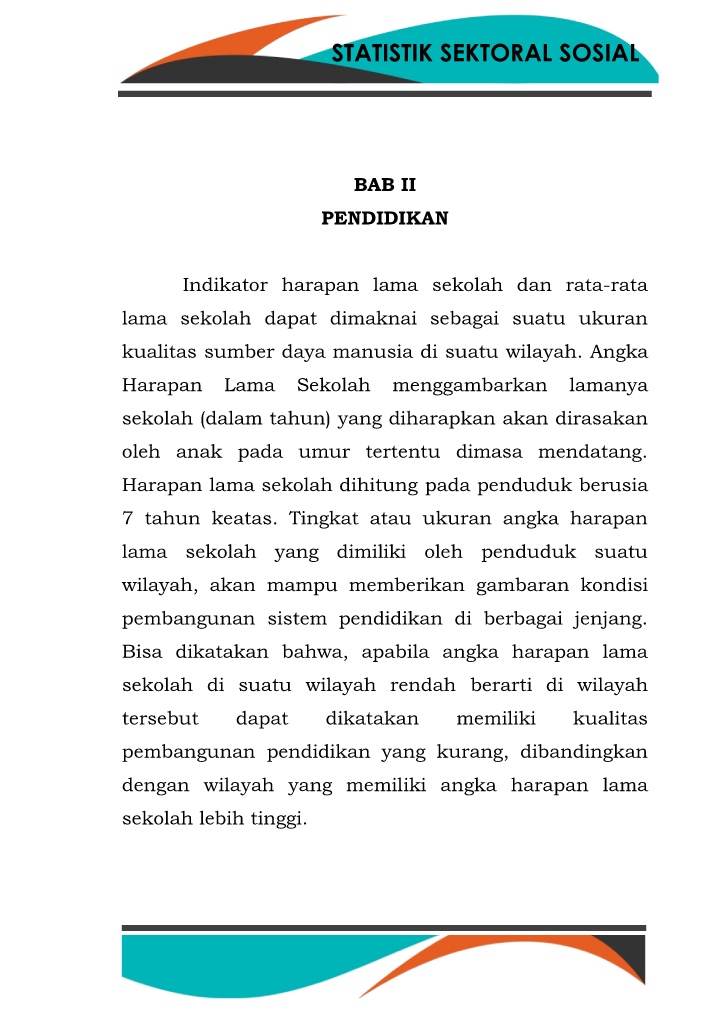 STATISTIK SEKTORAL SOSIAL
BAB II
PENDIDIKAN
Indikator harapan lama sekolah dan rata-rata
lama sekolah dapat dimaknai sebagai suatu ukuran
kualitas sumber daya manusia di suatu wilayah. Angka
Harapan Lama Sekolah menggambarkan lamanya
sekolah (dalam tahun) yang diharapkan akan dirasakan
oleh anak pada umur tertentu dimasa mendatang.
Harapan lama sekolah dihitung pada penduduk berusia
7 tahun keatas. Tingkat atau ukuran angka harapan
lama sekolah yang dimiliki oleh penduduk suatu
wilayah, akan mampu memberikan gambaran kondisi
pembangunan sistem pendidikan di berbagai jenjang.
Bisa dikatakan bahwa, apabila angka harapan lama
sekolah di suatu wilayah rendah berarti di wilayah
tersebut dapat dikatakan memiliki kualitas
pembangunan pendidikan yang kurang, dibandingkan
dengan wilayah yang memiliki angka harapan lama
sekolah lebih tinggi.